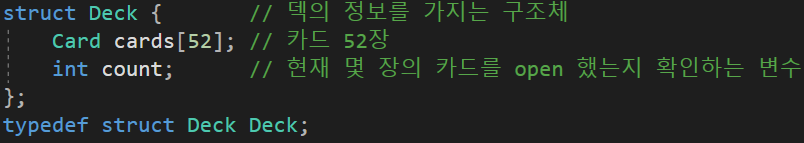 struct Deck {       // 덱의 정보를 가지는 구조체
    Card cards[52]; // 카드 52장
    int count;      // 현재 몇 장의 카드를 open 했는지 확인하는 변수
};
typedef struct Deck Deck;